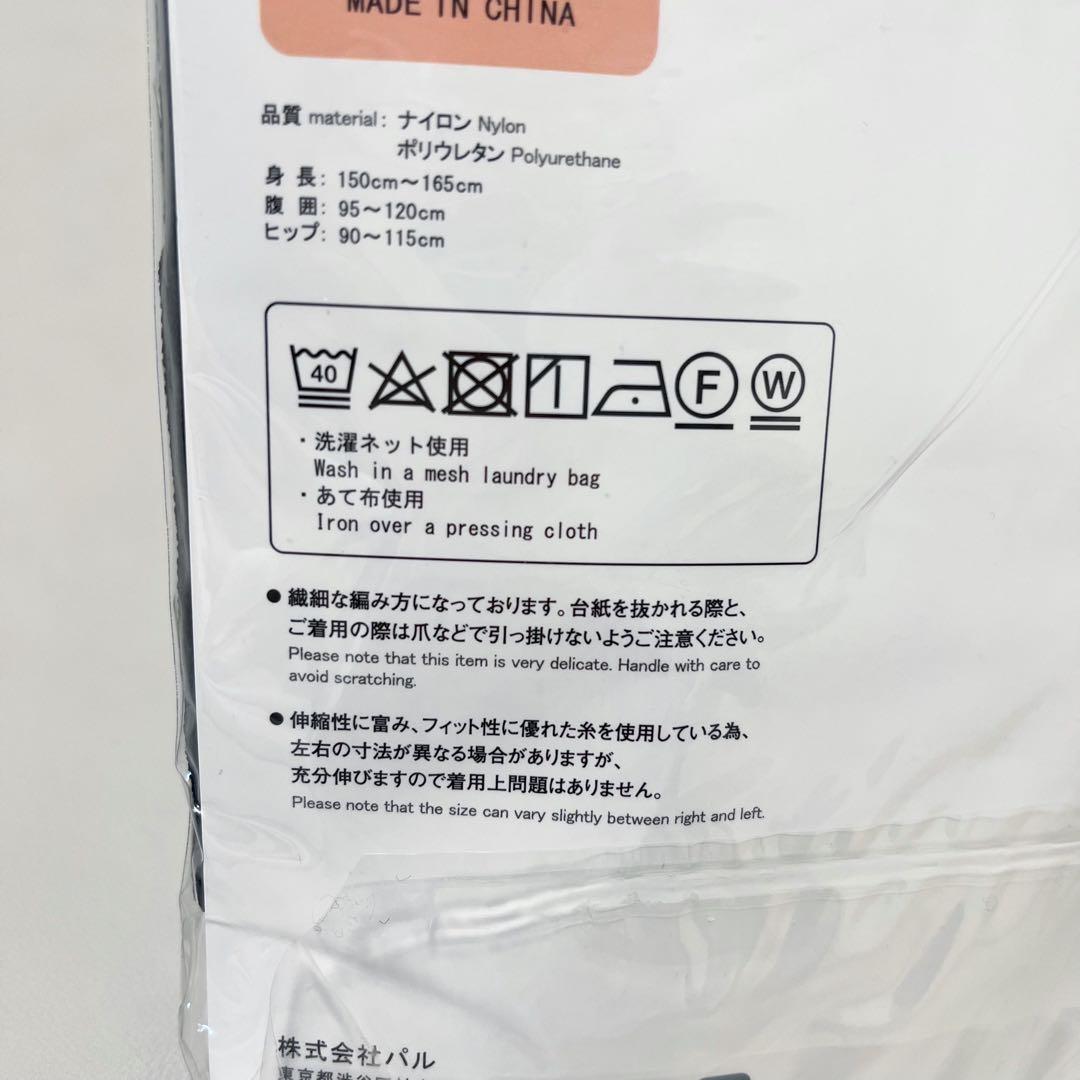 MADE IN CHINA
品質 material: ナイロン Nylon
ポリウレタン Polyurethane
身 長: 150cm～165cm
腹 囲: 95～120cm
ヒップ: 90～115cm
40 F W
・洗濯ネット使用
Wash in a mesh laundry bag
・あて布使用
Iron over a pressing cloth
●繊細な編み方になっております。台紙を抜かれる際と、
ご着用の際は爪などで引っ掛けないようご注意ください。
Please note that this item is very delicate. Handle with care to
avoid scratching.
●伸縮性に富み、フィット性に優れた糸を使用している為、
左右の寸法が異なる場合がありますが、
充分伸びますので着用上問題はありません。
Please note that the size can vary slightly between right and left.
株式会社パル
東京都渋谷区